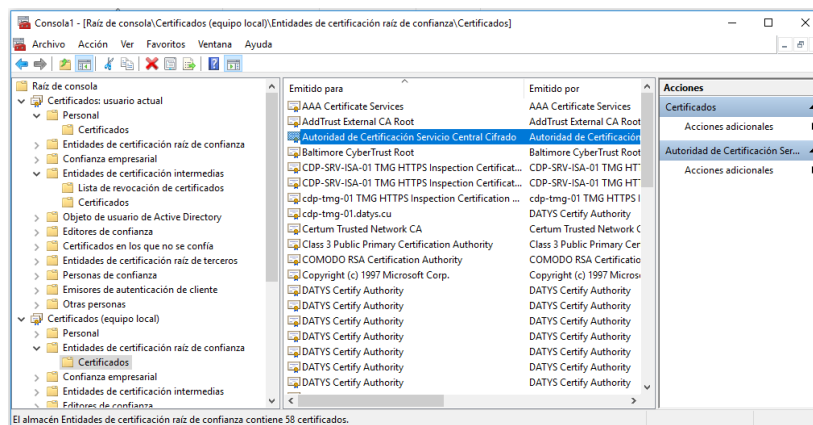 Consola1 - [Raíz de consola\Certificados (equipo local)\Entidades de certificación raíz de confianza\Certificados]
Archivo Acción Ver Favoritos Ventana Ayuda
Raíz de consola
Certificados: usuario actual
Personal
Certificados
Entidades de certificación raíz de confianza
Confianza empresarial
Entidades de certificación intermedias
Lista de revocación de certificados
Certificados
Objeto de usuario de Active Directory
Editores de confianza
Certificados en los que no se confía
Entidades de certificación raíz de terceros
Personas de confianza
Emisores de autenticación de cliente
Otras personas
Certificados (equipo local)
Personal
Entidades de certificación raíz de confianza
Certificados
Confianza empresarial
Entidades de certificación intermedias
Editores de confianza
Emitido para Emitido por
AAA Certificate Services AAA Certificate Services
AddTrust External CA Root AddTrust External CA Root
Autoridad de Certificación Servicio Central Cifrado Autoridad de Certificación
Baltimore CyberTrust Root Baltimore CyberTrust Root
CDP-SRV-ISA-01 TMG HTTPS Inspection Certificat... CDP-SRV-ISA-01 TMG HT
CDP-SRV-ISA-01 TMG HTTPS Inspection Certificat... CDP-SRV-ISA-01 TMG HT
cdp-tmg-01 TMG HTTPS Inspection Certification ... cdp-tmg-01 TMG HTTPS I
cdp-tmg-01.datys.cu DATYS Certify Authority
Certum Trusted Network CA Certum Trusted Network C
Class 3 Public Primary Certification Authority Class 3 Public Primary Cer
COMODO RSA Certification Authority COMODO RSA Certificatio
Copyright (c) 1997 Microsoft Corp. Copyright (c) 1997 Micros
DATYS Certify Authority DATYS Certify Authority
DATYS Certify Authority DATYS Certify Authority
DATYS Certify Authority DATYS Certify Authority
DATYS Certify Authority DATYS Certify Authority
DATYS Certify Authority DATYS Certify Authority
DATYS Certify Authority DATYS Certify Authority
DATYS Certify Authority DATYS Certify Authority
Acciones
Certificados
Acciones adicionales
Autoridad de Certificación Ser...
Acciones adicionales
El almacén Entidades de certificación raíz de confianza contiene 58 certificados.